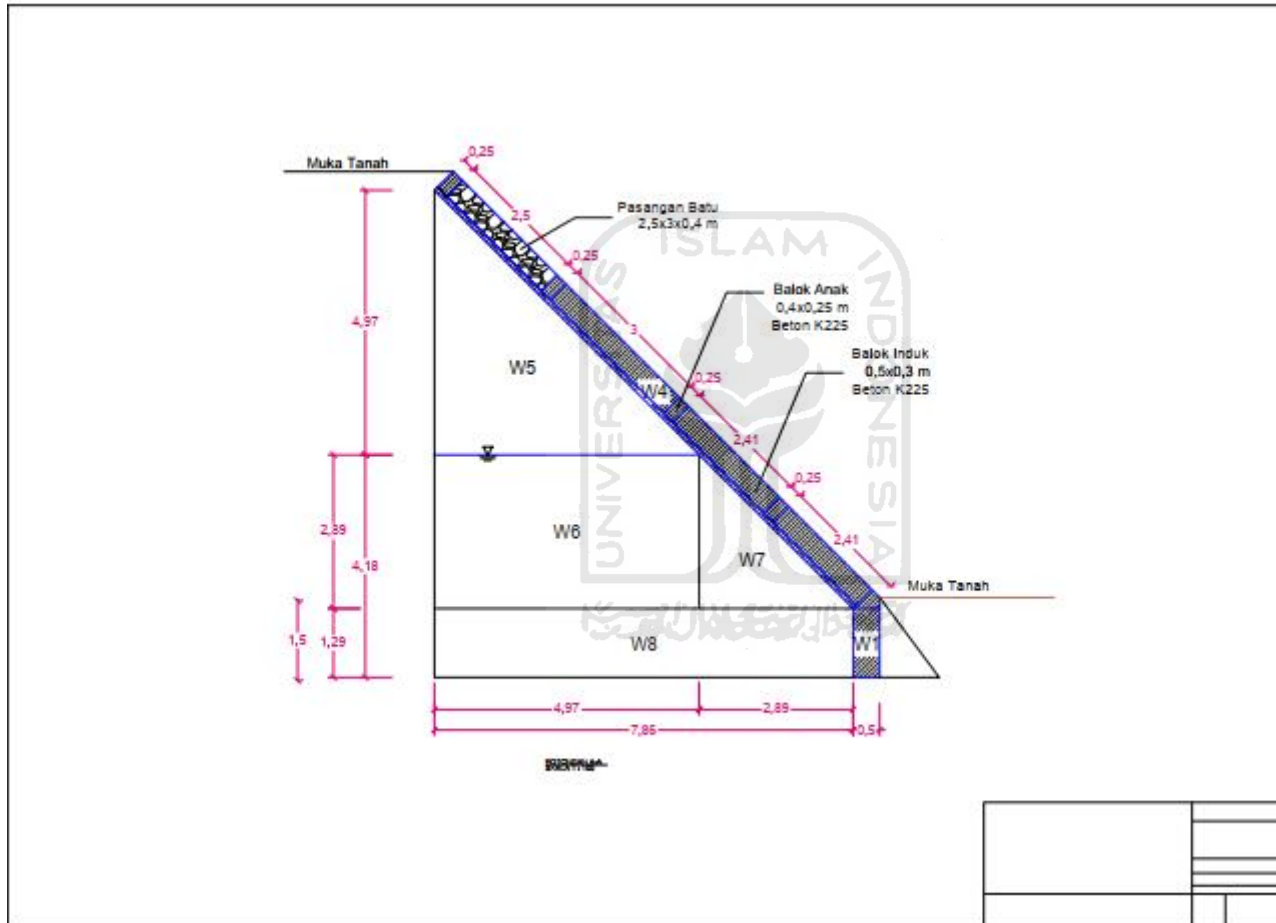 Muka Tanah
0,25
2,5
Pasangan Batu
2,5x3x0,4 m
0,25
3
Balok Anak
0,4x0,25 m
Beton K225
Balok Induk
0,5x0,3 m
Beton K225
4,97
W5
W4
0,25
2,41
0,25
2,41
2,89
4,18
W6
W7
Muka Tanah
1,5
1,29
W8
W1
4,97
2,89
7,86
0,5
UNIVERSITAS
ISLAM
INDONESIA